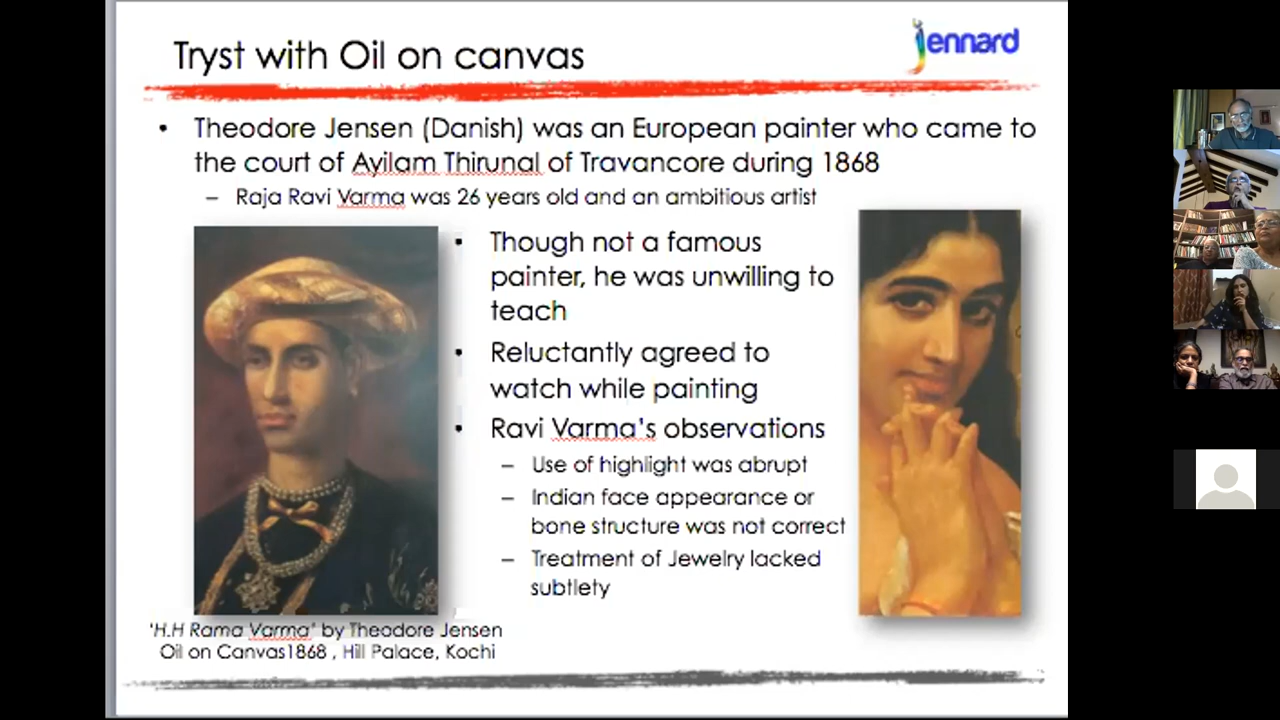 Tryst with Oil on canvas
jennard
• Theodore Jensen (Danish) was an European painter who came to
the court of Ayilam Thirunal of Travancore during 1868
– Raja Ravi Varma was 26 years old and an ambitious artist
• Though not a famous
painter, he was unwilling to
teach
• Reluctantly agreed to
watch while painting
• Ravi Varma's observations
– Use of highlight was abrupt
– Indian face appearance or
bone structure was not correct
– Treatment of Jewelry lacked
subtlety
'H.H Rama Varma' by Theodore Jensen
Oil on Canvas1868 , Hill Palace, Kochi